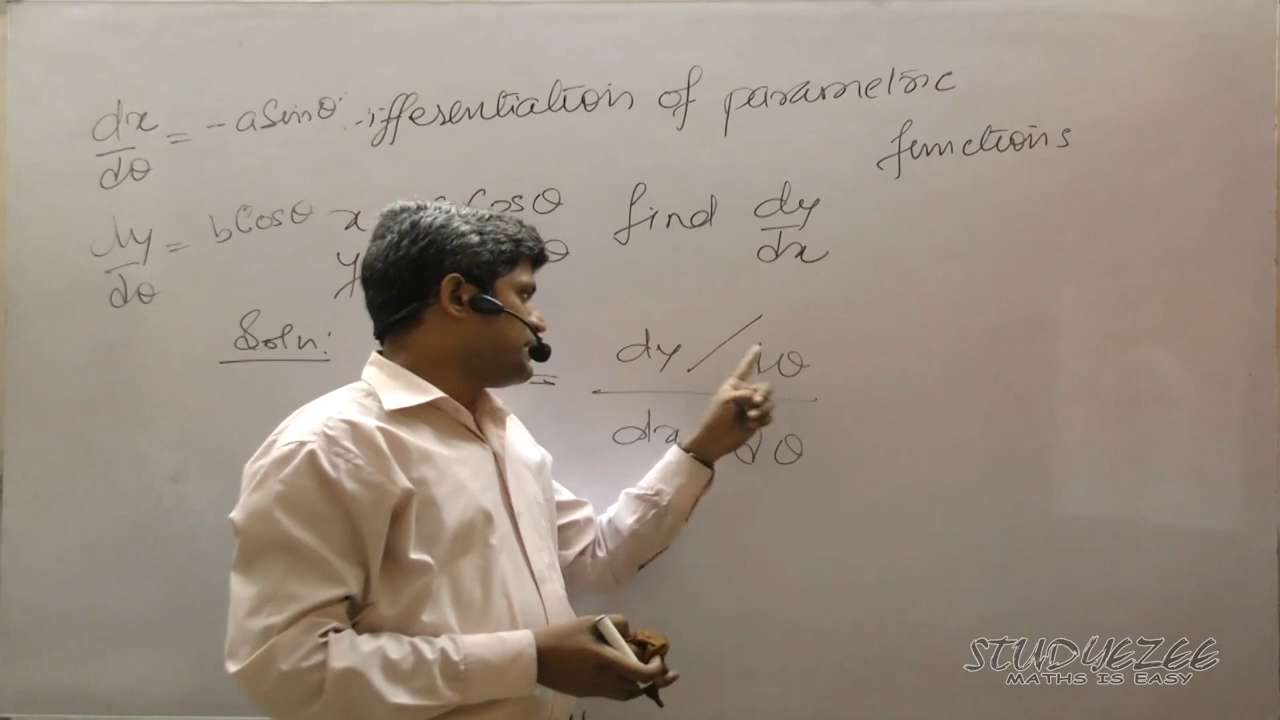 dx/dθ = -a Sinθ
ifferentiation of parametric
functions
dy/dθ = b Cosθ
x Cosθ
y θ
find dy/dx
Soln:
= dy / dθ
dx dθ
STUDYEZEE
MATHS IS EASY